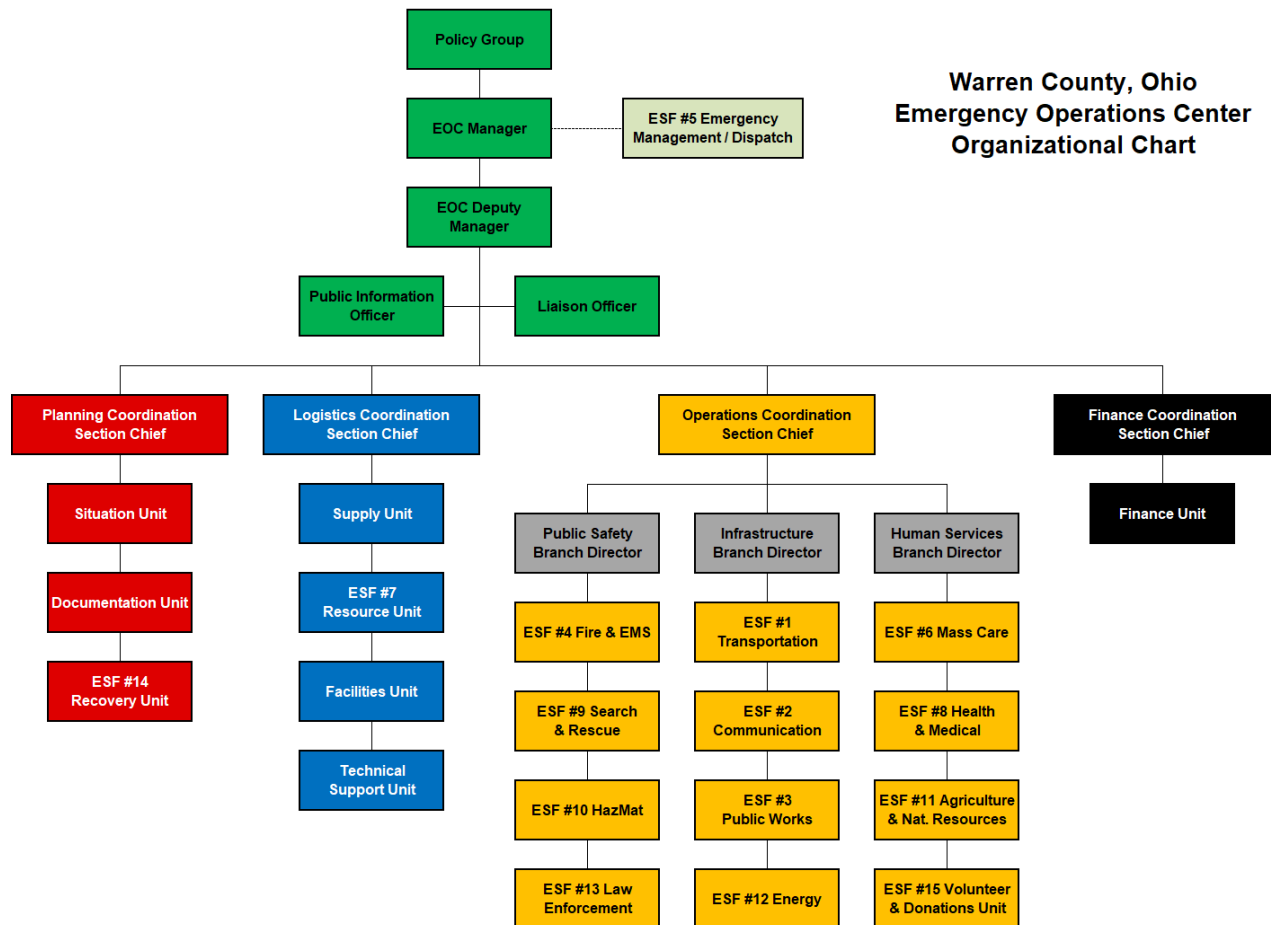 Policy Group
Warren County, Ohio
Emergency Operations Center
Organizational Chart
EOC Manager
ESF #5 Emergency
Management / Dispatch
EOC Deputy
Manager
Public Information
Officer
Liaison Officer
Planning Coordination
Section Chief
Logistics Coordination
Section Chief
Operations Coordination
Section Chief
Finance Coordination
Section Chief
Situation Unit
Documentation Unit
ESF #14
Recovery Unit
Supply Unit
ESF #7
Resource Unit
Facilities Unit
Technical
Support Unit
Public Safety
Branch Director
ESF #4 Fire & EMS
ESF #9 Search
& Rescue
ESF #10 HazMat
ESF #13 Law
Enforcement
Infrastructure
Branch Director
ESF #1
Transportation
ESF #2
Communication
ESF #3
Public Works
ESF #12 Energy
Human Services
Branch Director
ESF #6 Mass Care
ESF #8 Health
& Medical
ESF #11 Agriculture
& Nat. Resources
ESF #15 Volunteer
& Donations Unit
Finance Unit